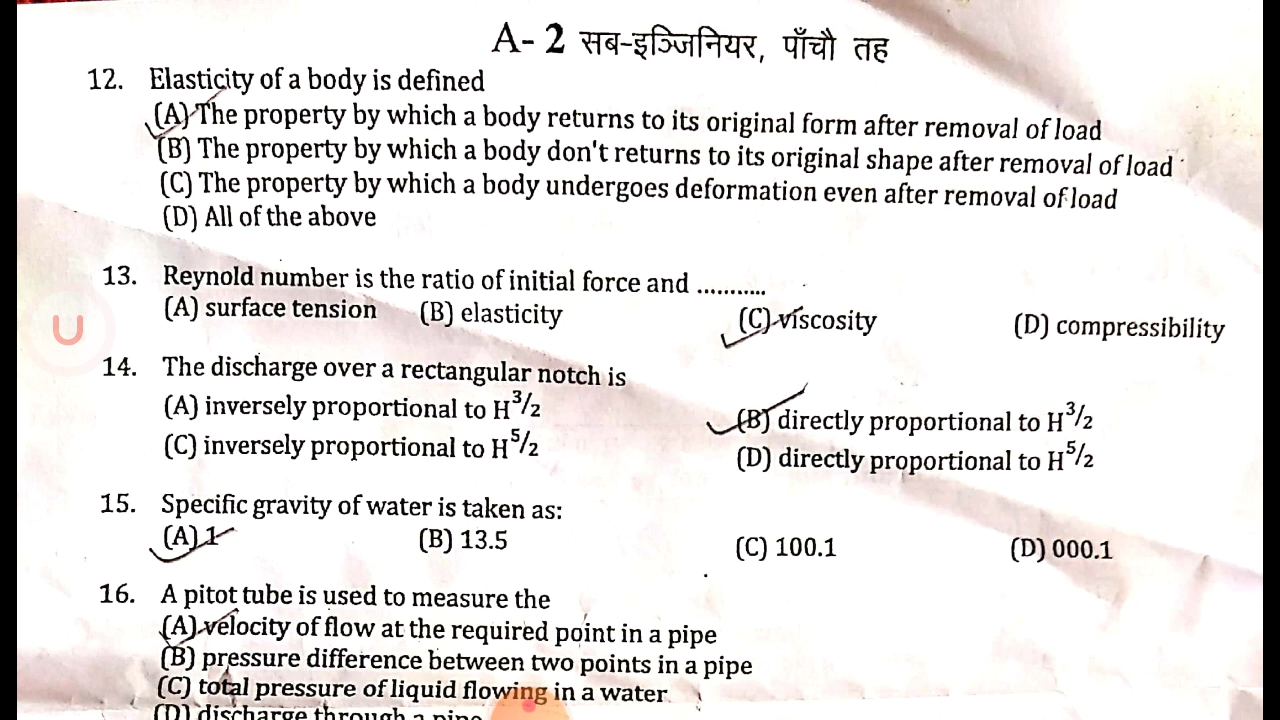 A- 2 सब-इञ्जिनियर, पाँचौ तह
12. Elasticity of a body is defined
(A) The property by which a body returns to its original form after removal of load
(B) The property by which a body don't returns to its original shape after removal of load
(C) The property by which a body undergoes deformation even after removal of load
(D) All of the above
13. Reynold number is the ratio of initial force and ...........
(A) surface tension (B) elasticity (C) viscosity (D) compressibility
14. The discharge over a rectangular notch is
(A) inversely proportional to H³/2 (B) directly proportional to H³/2
(C) inversely proportional to H⁵/2 (D) directly proportional to H⁵/2
15. Specific gravity of water is taken as:
(A) 1 (B) 13.5 (C) 100.1 (D) 000.1
16. A pitot tube is used to measure the
(A) velocity of flow at the required point in a pipe
(B) pressure difference between two points in a pipe
(C) total pressure of liquid flowing in a water
(D) discharge through a pipe